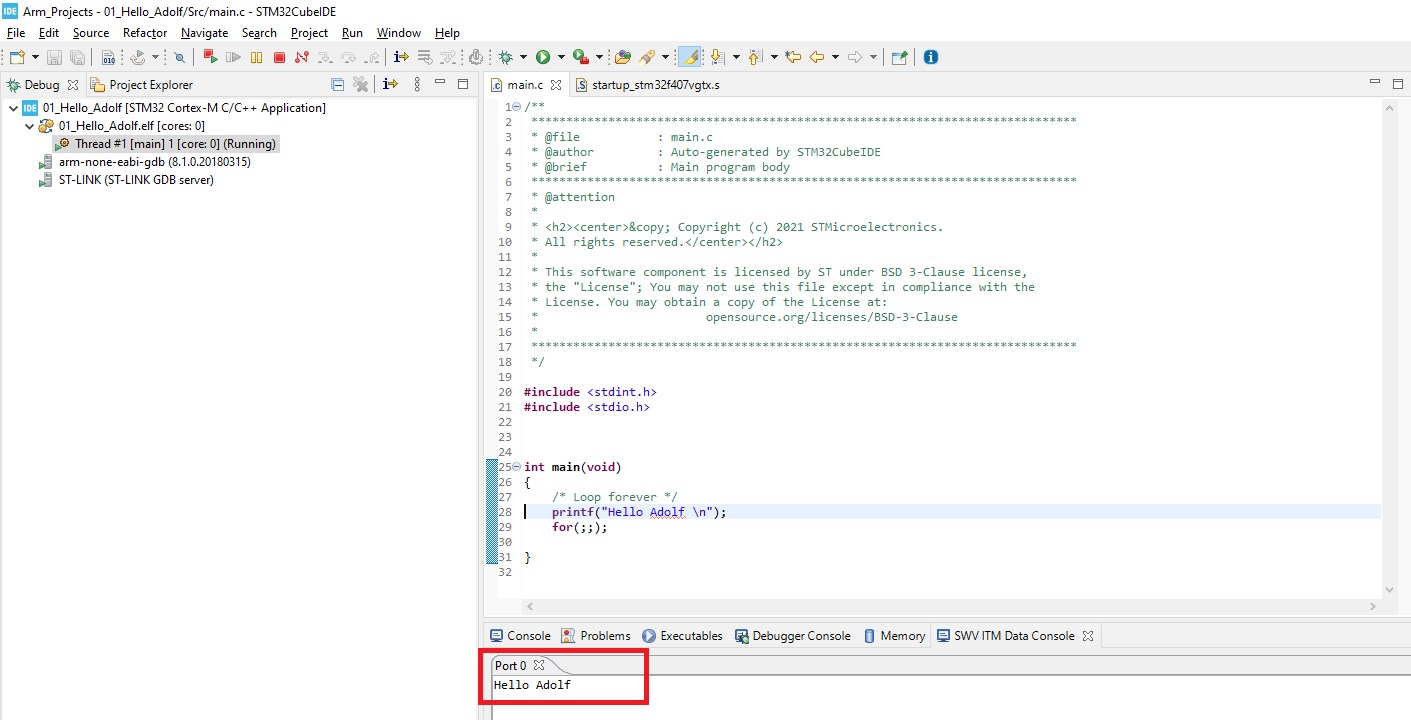 IDE Arm_Projects - 01_Hello_Adolf/Src/main.c - STM32CubeIDE
File Edit Source Refactor Navigate Search Project Run Window Help
Debug Project Explorer
IDE 01_Hello_Adolf [STM32 Cortex-M C/C++ Application]
01_Hello_Adolf.elf [cores: 0]
Thread #1 [main] 1 [core: 0] (Running)
arm-none-eabi-gdb (8.1.0.20180315)
ST-LINK (ST-LINK GDB server)
main.c startup_stm32f407vgtx.s
1 /**
2 ******************************************************************************
3 * @file : main.c
4 * @author : Auto-generated by STM32CubeIDE
5 * @brief : Main program body
6 ******************************************************************************
7 * @attention
8 *
9 * <h2><center>&copy; Copyright (c) 2021 STMicroelectronics.
10 * All rights reserved.</center></h2>
11 *
12 * This software component is licensed by ST under BSD 3-Clause license,
13 * the "License"; You may not use this file except in compliance with the
14 * License. You may obtain a copy of the License at:
15 * opensource.org/licenses/BSD-3-Clause
16 *
17 ******************************************************************************
18 */
19
20 #include <stdint.h>
21 #include <stdio.h>
22
23
24
25 int main(void)
26 {
27 /* Loop forever */
28 printf("Hello Adolf \n");
29 for(;;);
30
31 }
32
Console Problems Executables Debugger Console Memory SWV ITM Data Console
Port 0
Hello Adolf